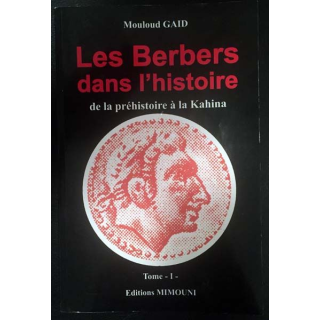 Mouloud GAID
Les Berbers
dans l'histoire
de la préhistoire à la Kahina
Tome - I -
Editions MIMOUNI